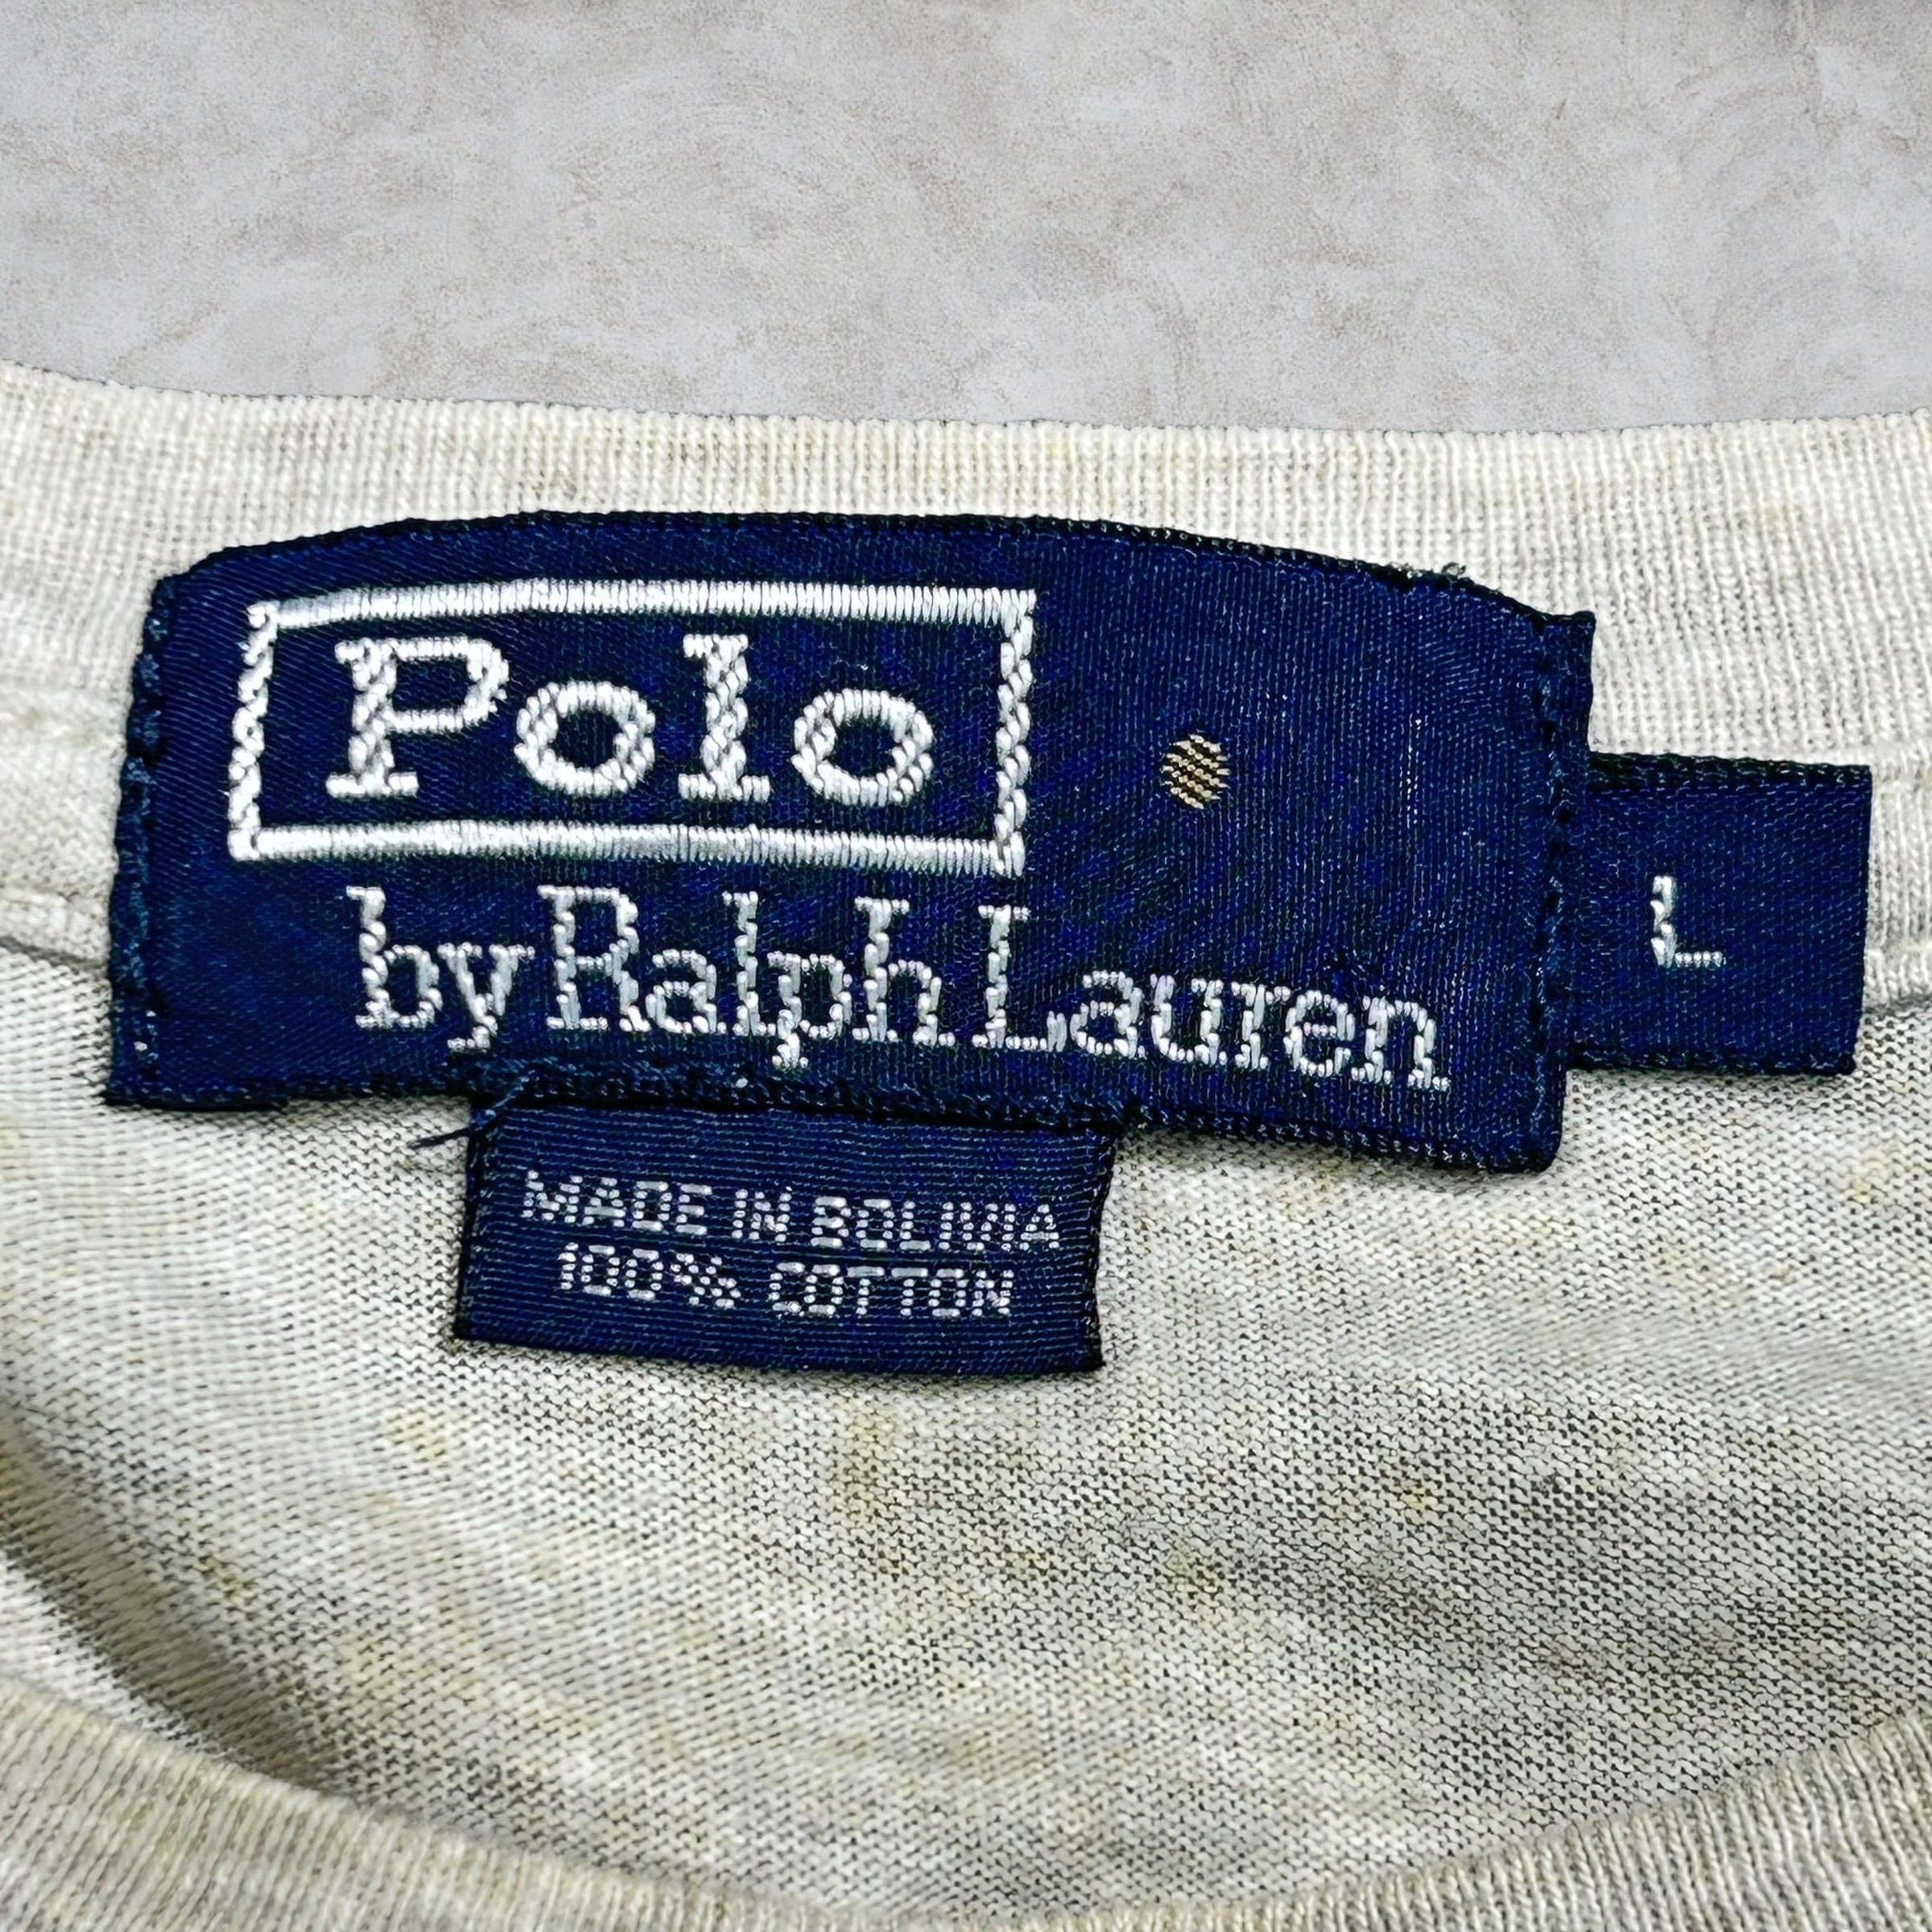 Polo
by Ralph Lauren
L
MADE IN BOLIVIA
100% COTTON